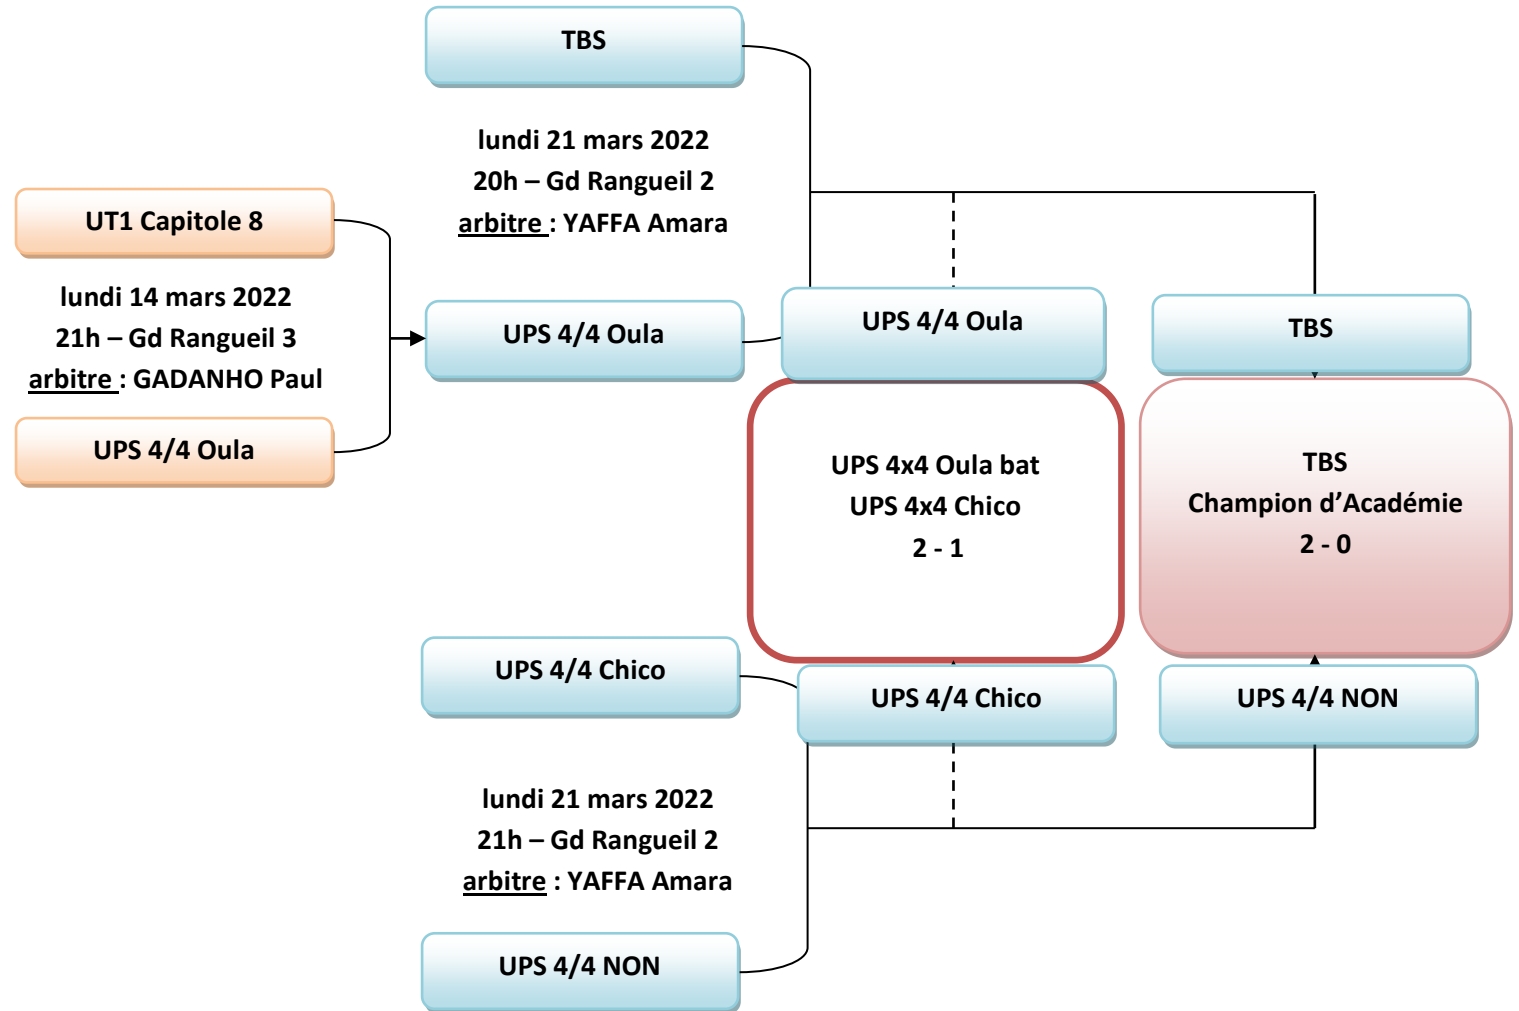 TBS
lundi 21 mars 2022
20h – Gd Rangueil 2
arbitre : YAFFA Amara
UT1 Capitole 8
lundi 14 mars 2022
21h – Gd Rangueil 3
arbitre : GADANHO Paul
UPS 4/4 Oula
UPS 4/4 Oula
UPS 4/4 Oula
TBS
UPS 4x4 Oula bat
UPS 4x4 Chico
2 - 1
TBS
Champion d’Académie
2 - 0
UPS 4/4 Chico
UPS 4/4 Chico
UPS 4/4 NON
lundi 21 mars 2022
21h – Gd Rangueil 2
arbitre : YAFFA Amara
UPS 4/4 NON